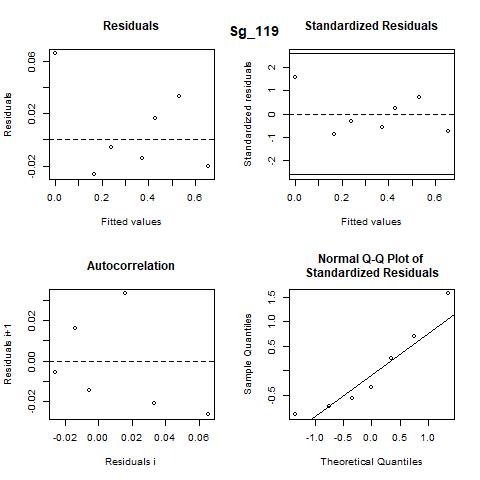 Sg_119
Residuals
Residuals
-0.02 0.02 0.06
0.0 0.2 0.4 0.6
Fitted values
Standardized Residuals
Standardized residuals
-2 -1 0 1 2
0.0 0.2 0.4 0.6
Fitted values
Autocorrelation
Residuals i+1
-0.02 0.00 0.02
-0.02 0.00 0.02 0.04 0.06
Residuals i
Normal Q-Q Plot of
Standardized Residuals
Sample Quantiles
-0.5 0.5 1.0 1.5
-1.0 -0.5 0.0 0.5 1.0
Theoretical Quantiles